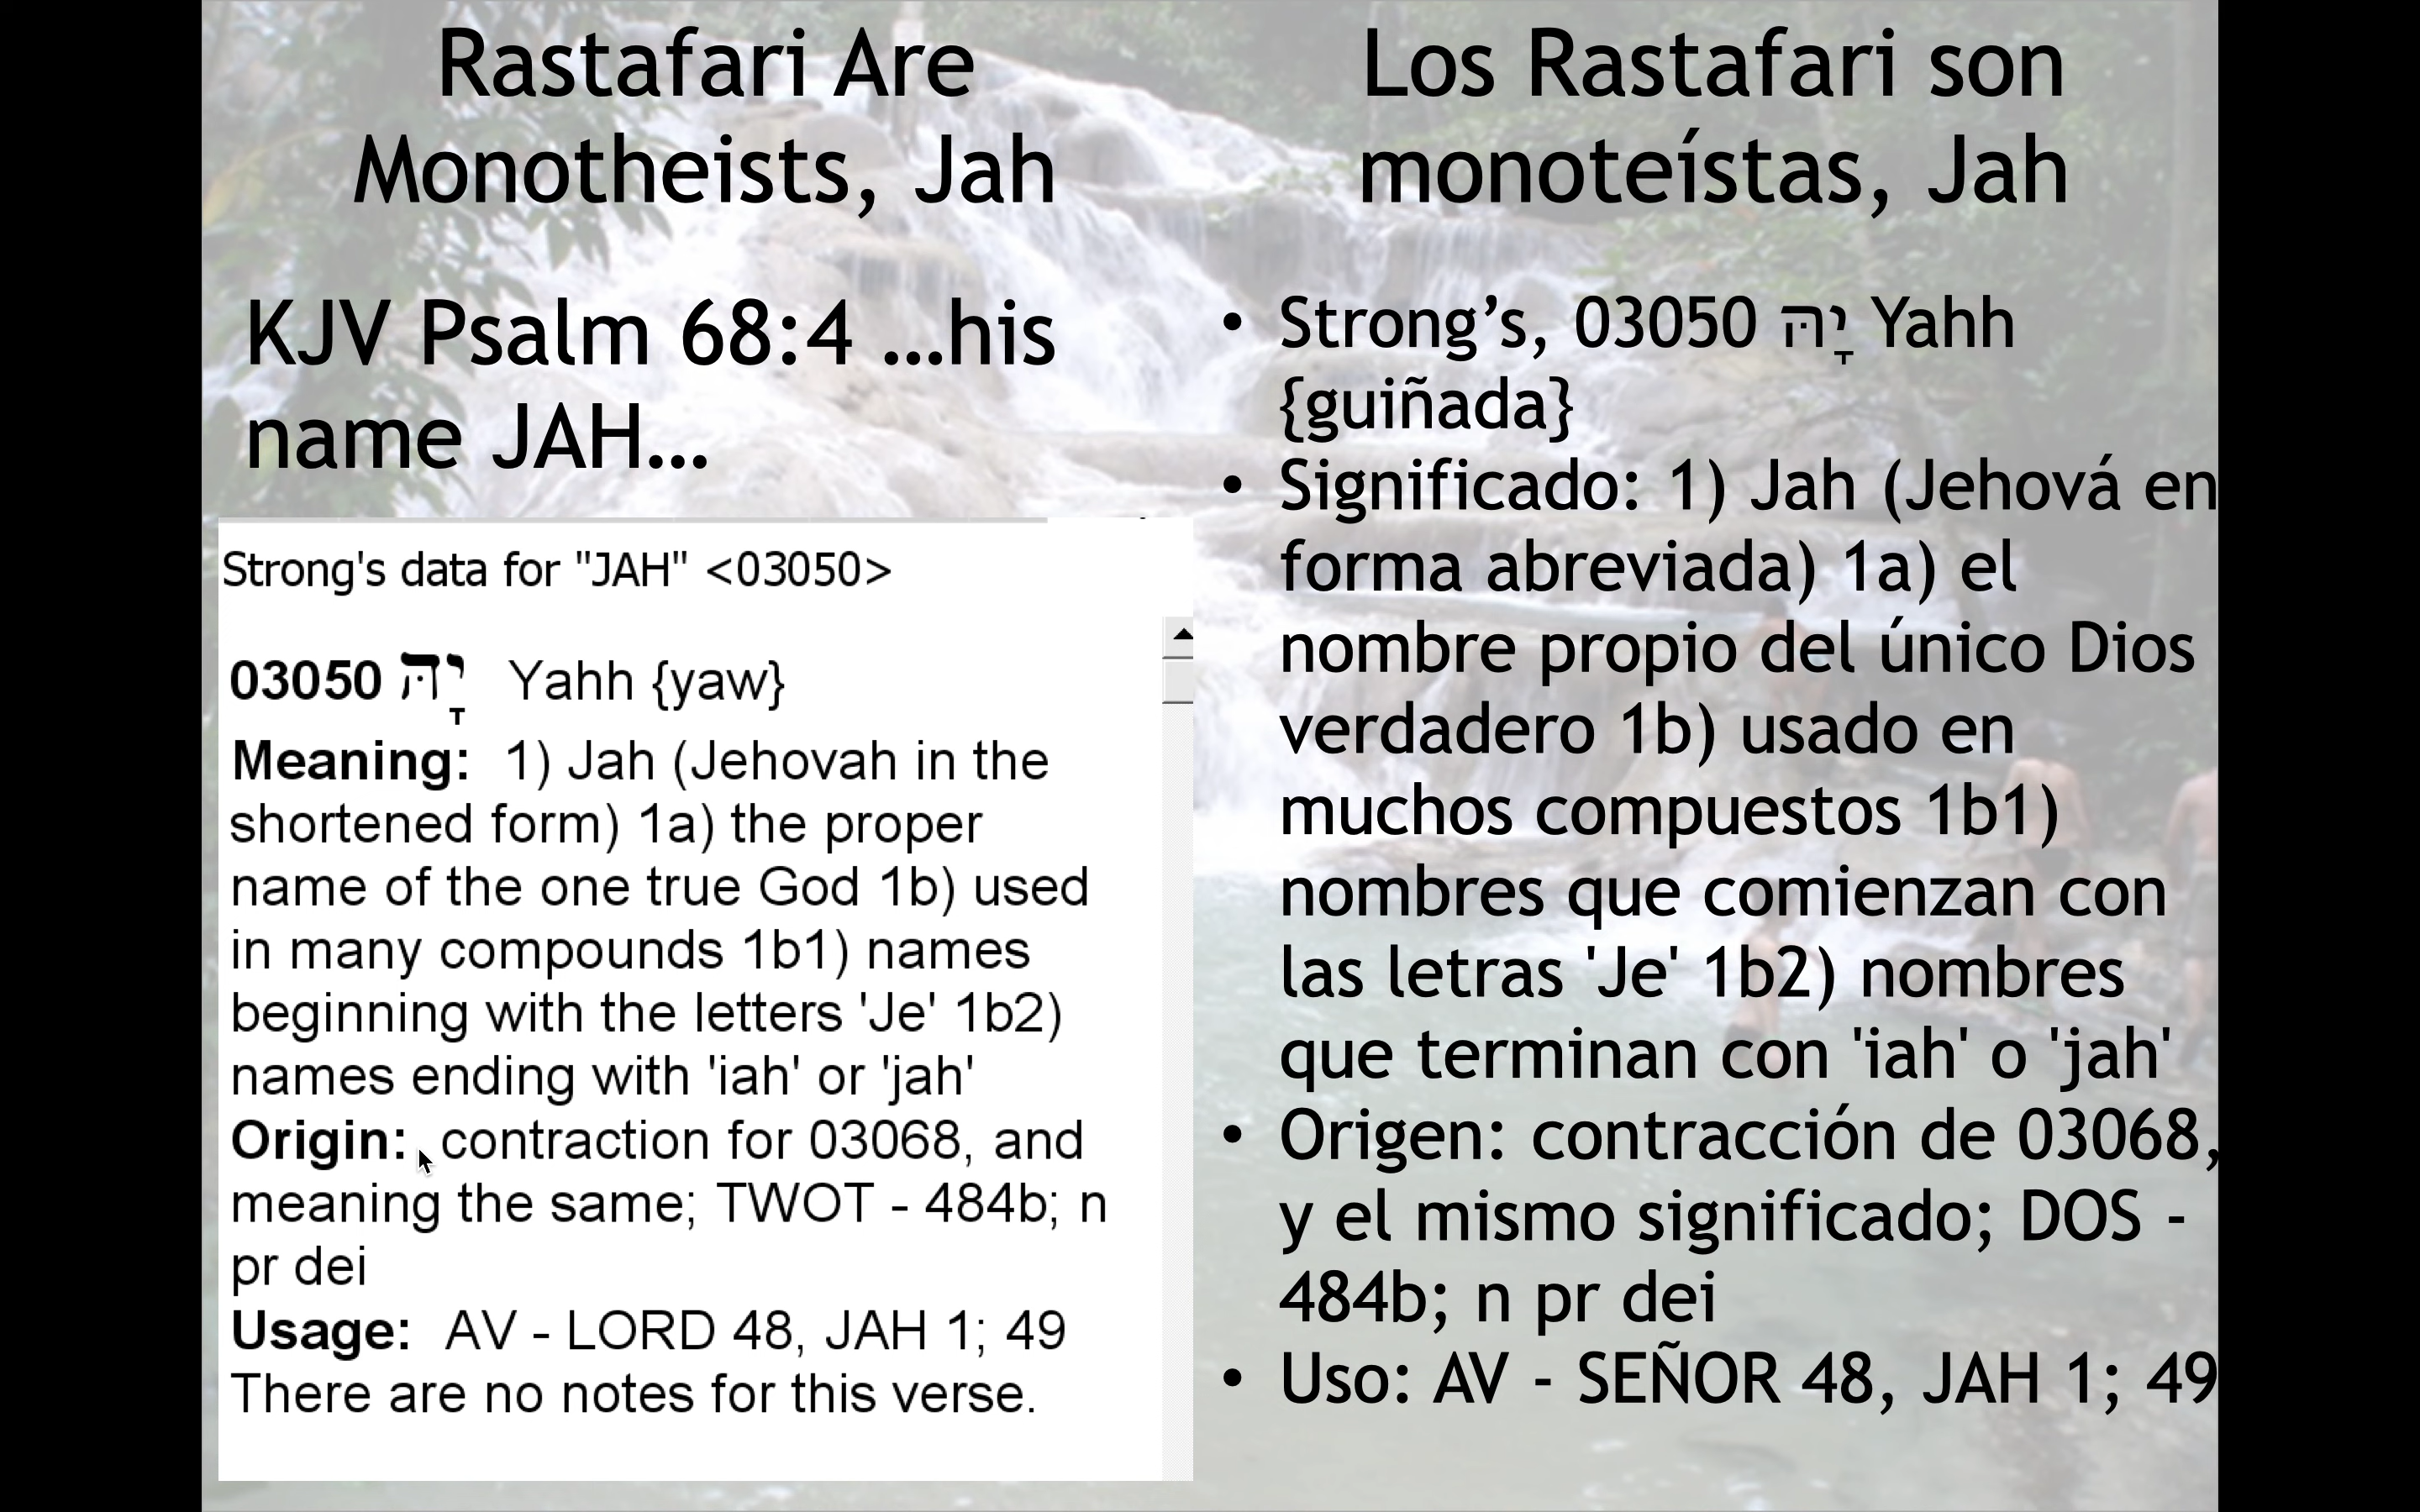 Rastafari Are
Monotheists, Jah
KJV Psalm 68:4 …his
name JAH…
Strong's data for "JAH" <03050>
03050 יָהּ Yahh {yaw}
Meaning: 1) Jah (Jehovah in the
shortened form) 1a) the proper
name of the one true God 1b) used
in many compounds 1b1) names
beginning with the letters 'Je' 1b2)
names ending with 'iah' or 'jah'
Origin: contraction for 03068, and
meaning the same; TWOT - 484b; n
pr dei
Usage: AV - LORD 48, JAH 1; 49
There are no notes for this verse.
Los Rastafari son
monoteístas, Jah
• Strong’s, 03050 יָהּ Yahh
{guiñada}
• Significado: 1) Jah (Jehová en
forma abreviada) 1a) el
nombre propio del único Dios
verdadero 1b) usado en
muchos compuestos 1b1)
nombres que comienzan con
las letras 'Je' 1b2) nombres
que terminan con 'iah' o 'jah'
• Origen: contracción de 03068,
y el mismo significado; DOS -
484b; n pr dei
• Uso: AV - SEÑOR 48, JAH 1; 49